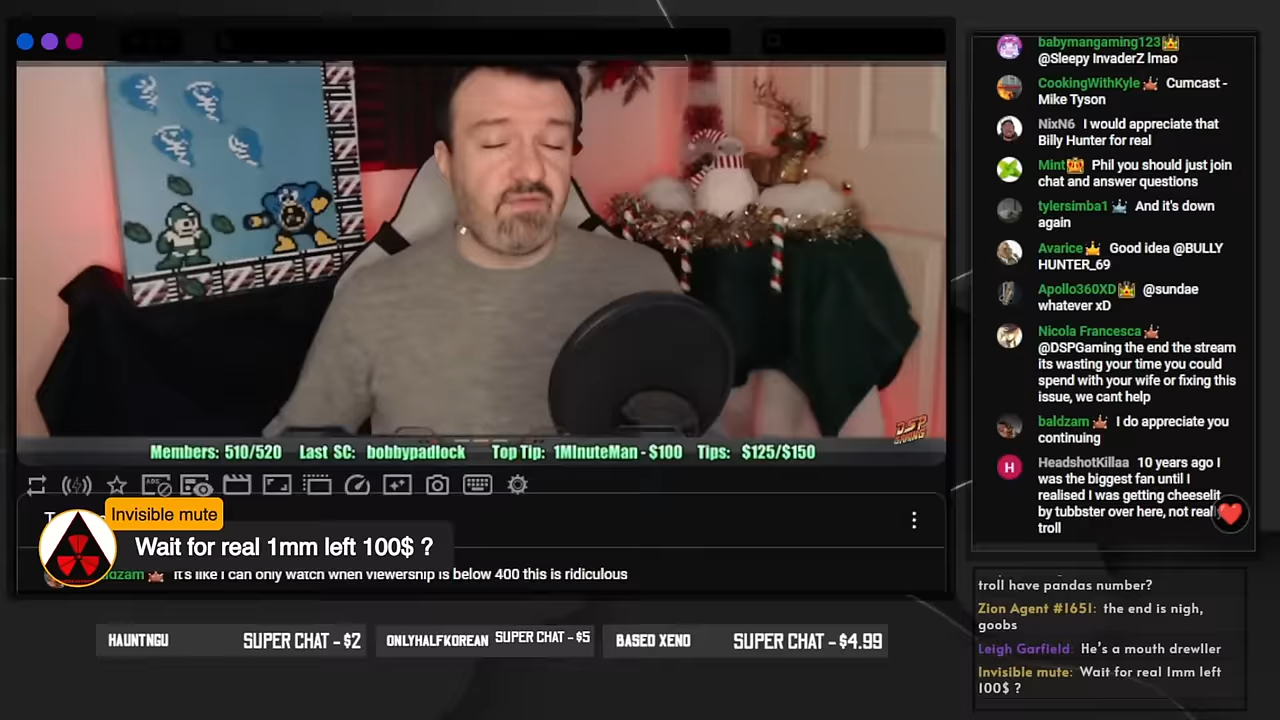 babymangaming123
@Sleepy InvaderZ lmao
CookingWithKyle Cumcast -
Mike Tyson
NixN6 I would appreciate that
Billy Hunter for real
Mint Phil you should just join
chat and answer questions
tylersimba1 And it's down
again
Avarice Good idea @BULLY
HUNTER_69
Apollo360XD @sundae
whatever xD
Nicola Francesca
@DSPGaming the end the stream
its wasting your time you could
spend with your wife or fixing this
issue, we cant help
baldzam I do appreciate you
continuing
HeadshotKillaa 10 years ago I
was the biggest fan until I
realised I was getting cheeselit
by tubbster over here, not really
troll
H
DSP
GAMING
Members: 510/520 Last SC: bobbypadlock Top Tip: 1MInuteMan - $100 Tips: $125/$150
ADS
Invisible mute
Wait for real 1mm left 100$ ?
dzam It's like I can only watch when viewership is below 400 this is ridiculous
HAUNTNGU SUPER CHAT - $2
ONLYHALFKOREAN SUPER CHAT - $5
BASED XEND SUPER CHAT - $4.99
troll have pandas number?
Zion Agent #1651: the end is nigh,
goobs
Leigh Garfield: He's a mouth drewller
Invisible mute: Wait for real 1mm left
100$ ?